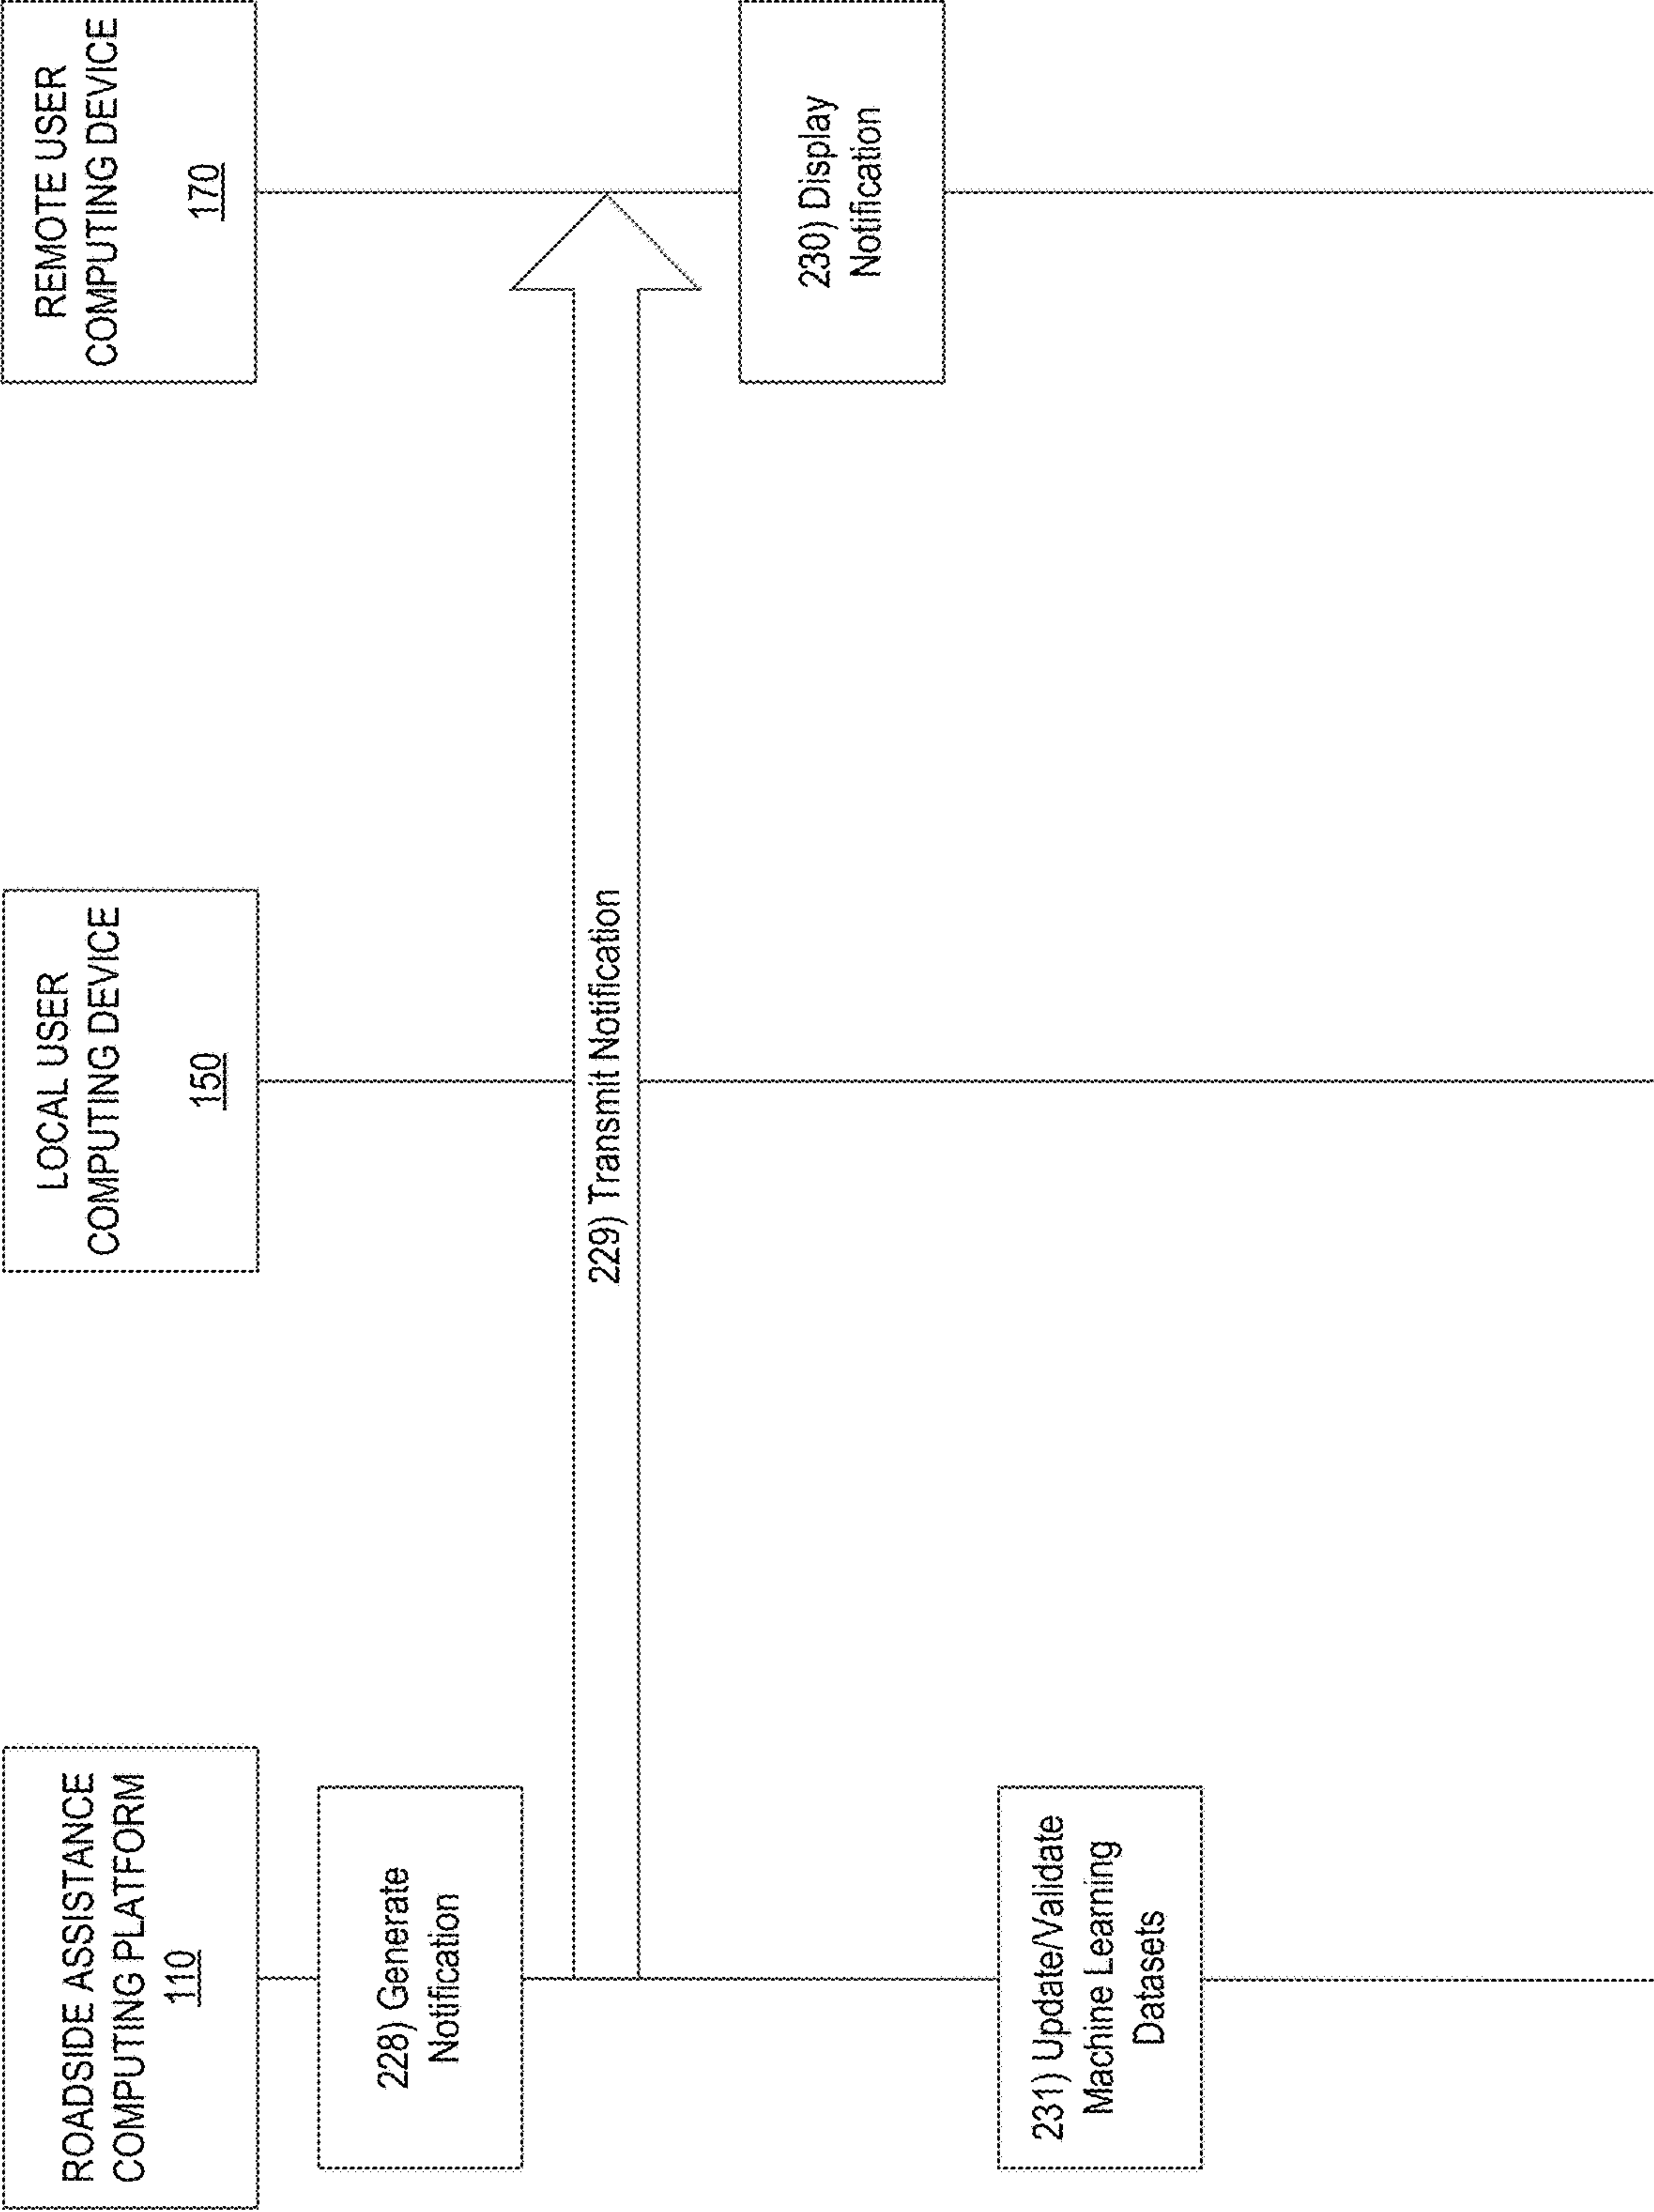 ROADSIDE ASSISTANCE
COMPUTING PLATFORM
110
LOCAL USER
COMPUTING DEVICE
150
REMOTE USER
COMPUTING DEVICE
170
228) Generate
Notification
229) Transmit Notification
230) Display
Notification
231) Update/Validate
Machine Learning
Datasets